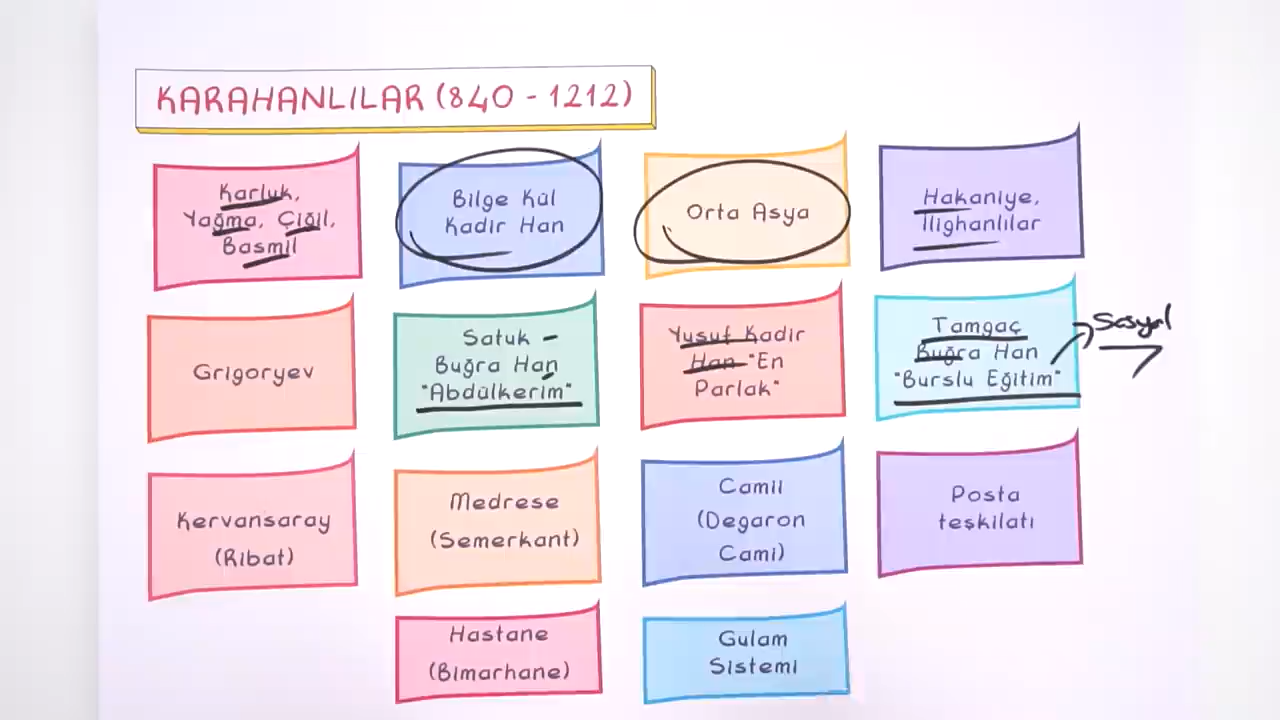 KARAHANLILAR (840 - 1212)
Karluk,
Yağma, Çiğil,
Basmil
Bilge Kül
Kadir Han
Orta Asya
Hakaniye,
İlighanlılar
Grigoryev
Satuk
Buğra Han
"Abdülkerim"
Yusuf Kadir
Han "En
Parlak"
Tamgaç
Buğra Han
"Burslu Eğitim"
Sosyal
Kervansaray
(Ribat)
Medrese
(Semerkant)
Camii
(Degaron
Cami)
Posta
teşkilatı
Hastane
(Bimarhane)
Gulam
Sistemi